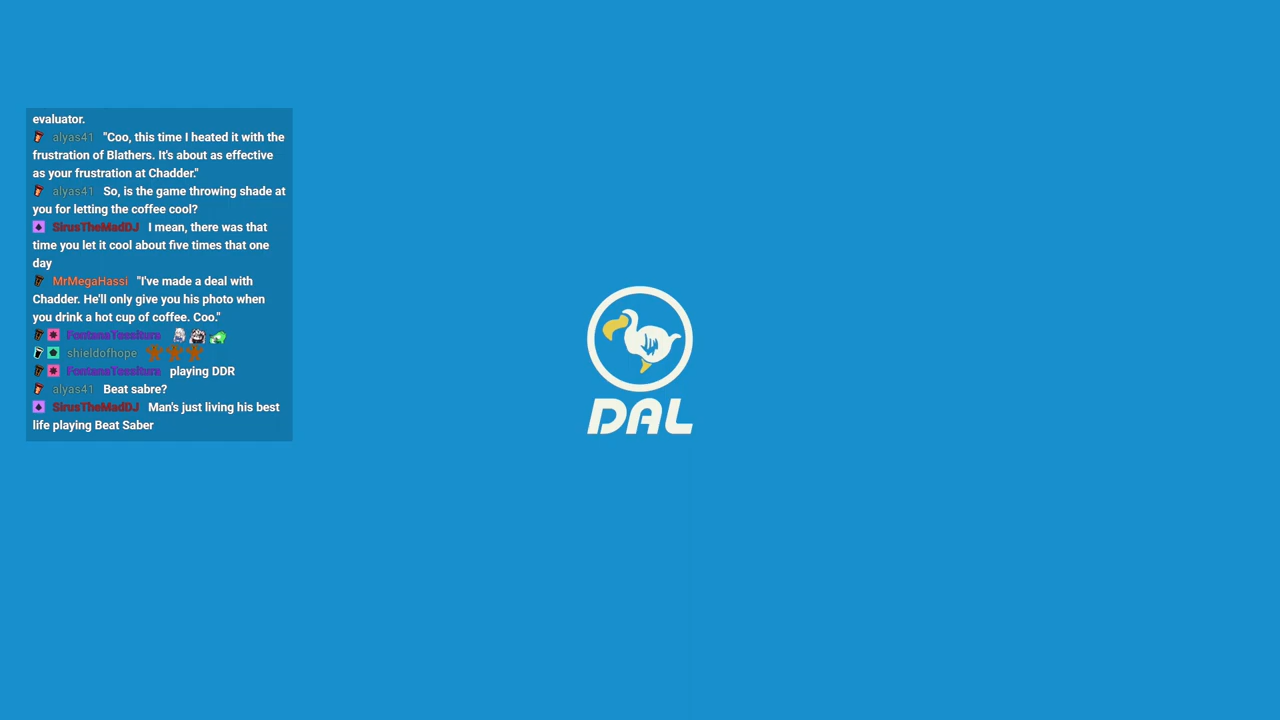 evaluator.
alyas41 "Coo, this time I heated it with the
frustration of Blathers. It's about as effective
as your frustration at Chadder."
alyas41 So, is the game throwing shade at
you for letting the coffee cool?
SirusTheMadDJ I mean, there was that
time you let it cool about five times that one
day
MrMegaHassi "I've made a deal with
Chadder. He'll only give you his photo when
you drink a hot cup of coffee. Coo."
FontanaTessitura
shieldofhope
FontanaTessitura playing DDR
alyas41 Beat sabre?
SirusTheMadDJ Man's just living his best
life playing Beat Saber
DAL